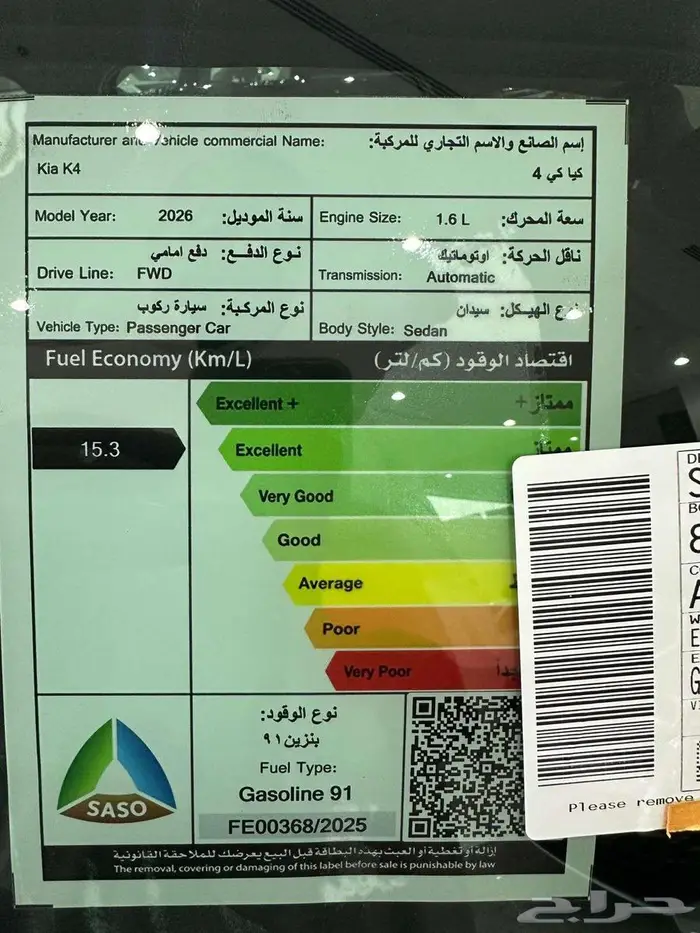 Manufacturer and Vehicle commercial Name: إسم الصانع والاسم التجاري للمركبة:
Kia K4 كيا كي 4
Model Year: 2026 سنة الموديل:
Engine Size: 1.6 L سعة المحرك:
نوع الدفـع: دفع امامي
Drive Line: FWD
ناقل الحركة: اوتوماتيك
Transmission: Automatic
نوع المركبة: سيارة ركوب
Vehicle Type: Passenger Car
نوع الهيكل: سيدان
Body Style: Sedan
Fuel Economy (Km/L) اقتصاد الوقود (كم/لتر)
Excellent + ممتاز+
15.3
Excellent ممتاز
Very Good
Good
Average
Poor
Very Poor
نوع الوقود:
بنزين ٩١
Fuel Type:
Gasoline 91
FE00368/2025
SASO
إزالة أو تغطية أو العبث بهذه البطاقة قبل البيع يعرضك للملاحقة القانونية
The removal, covering or damaging of this label before sale is punishable by law
Please remove
حراج